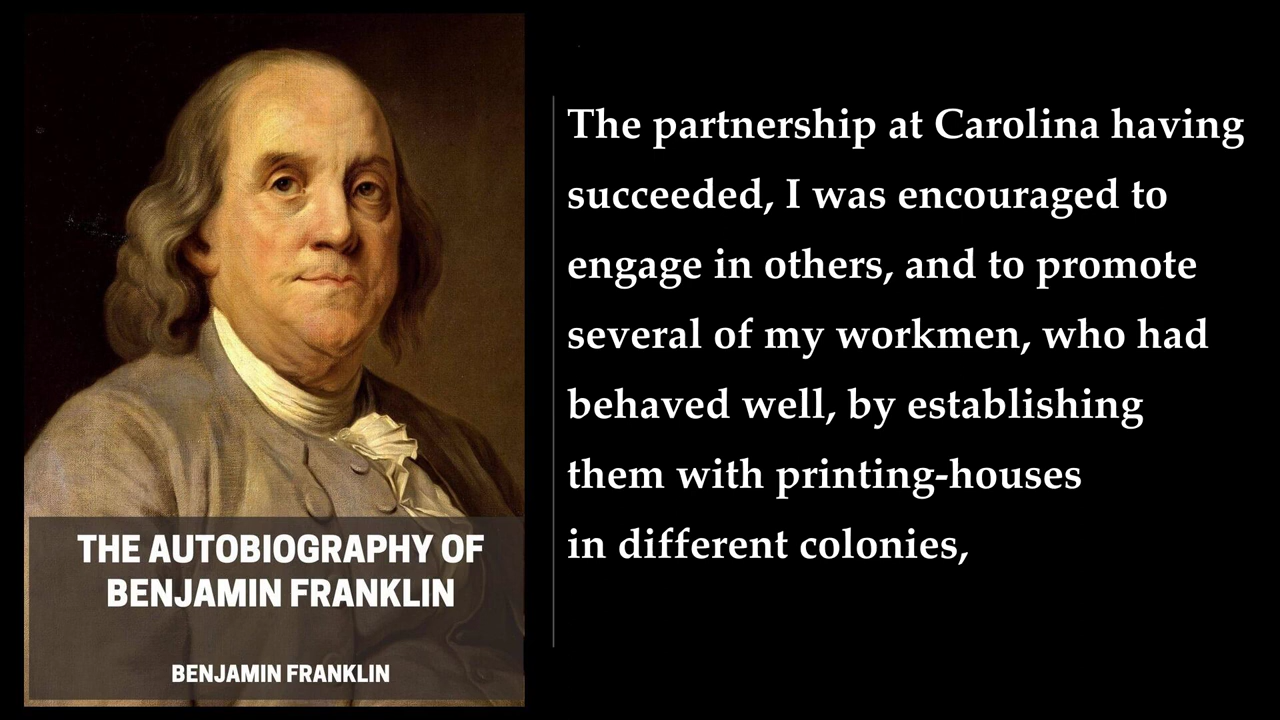 THE AUTOBIOGRAPHY OF
BENJAMIN FRANKLIN
BENJAMIN FRANKLIN
The partnership at Carolina having
succeeded, I was encouraged to
engage in others, and to promote
several of my workmen, who had
behaved well, by establishing
them with printing-houses
in different colonies,